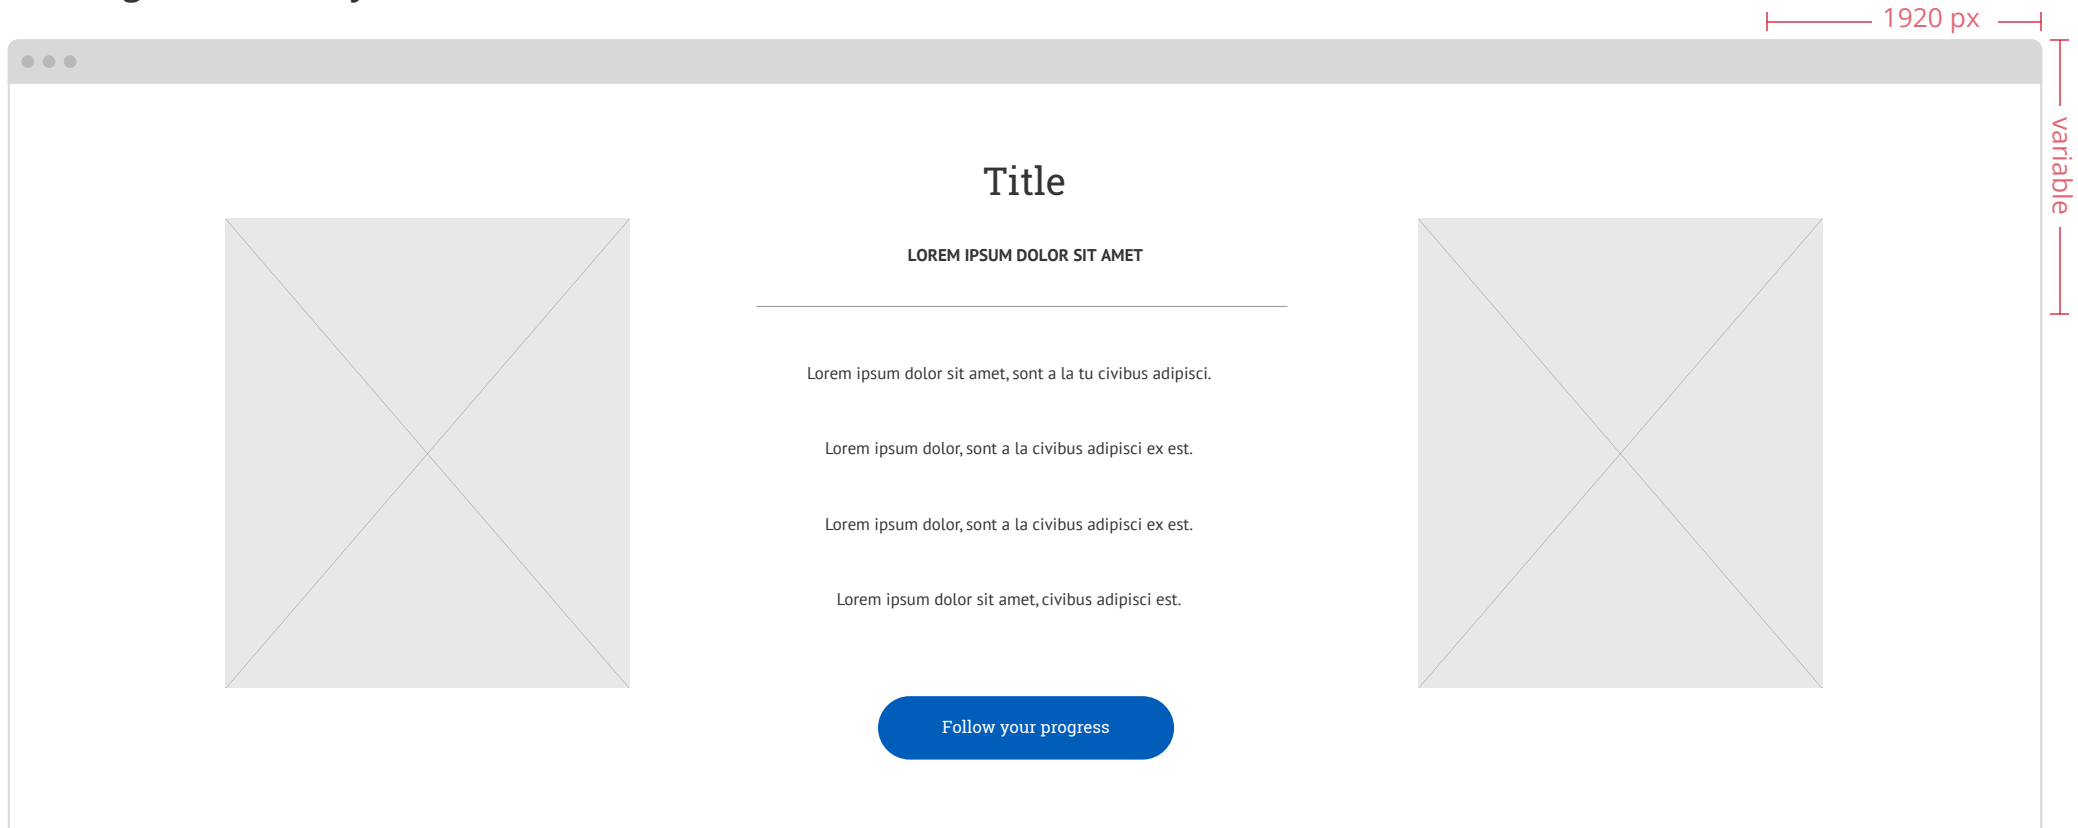 1920 px
variable
Title
LOREM IPSUM DOLOR SIT AMET
Lorem ipsum dolor sit amet, sont a la tu civibus adipisci.
Lorem ipsum dolor, sont a la civibus adipisci ex est.
Lorem ipsum dolor, sont a la civibus adipisci ex est.
Lorem ipsum dolor sit amet, civibus adipisci est.
Follow your progress